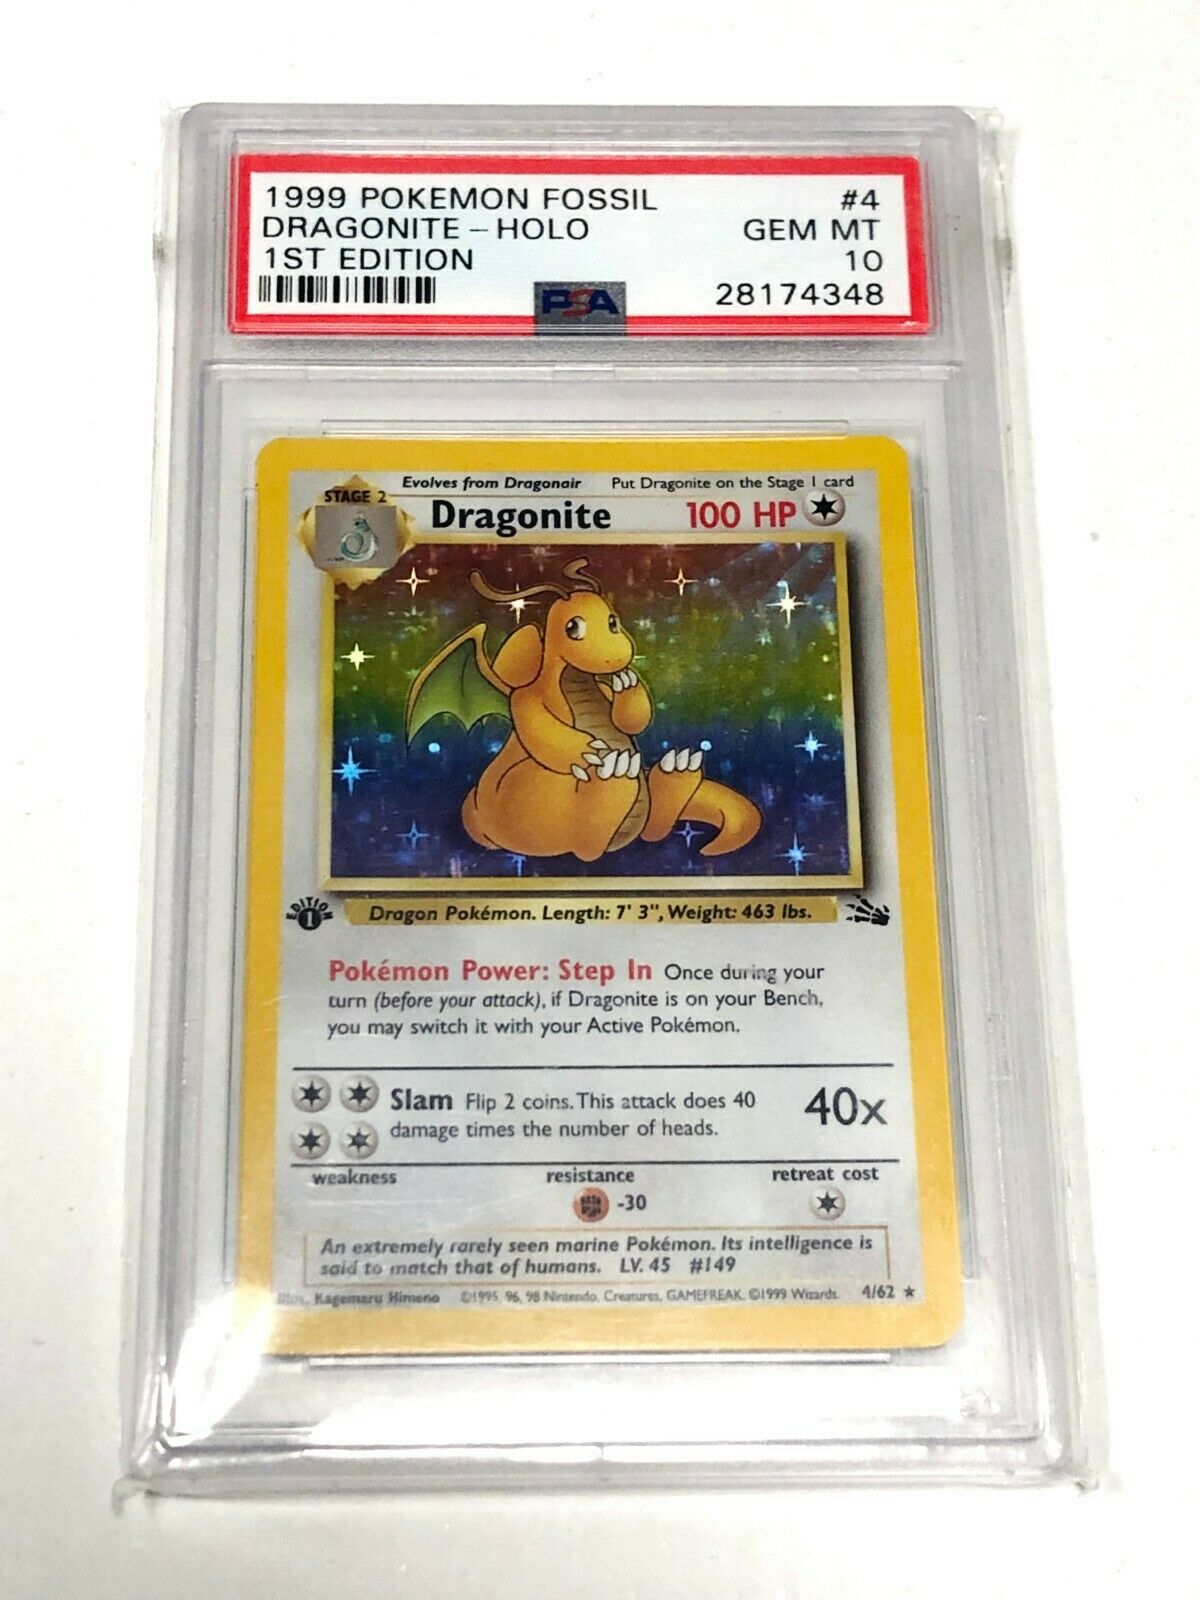 1999 POKEMON FOSSIL #4
DRAGONITE - HOLO GEM MT
1ST EDITION 10
PSA 28174348
Evolves from Dragonair Put Dragonite on the Stage 1 card
STAGE 2
Dragonite 100 HP
EDITION 1
Dragon Pokémon. Length: 7' 3", Weight: 463 lbs.
Pokémon Power: Step In Once during your
turn (before your attack), if Dragonite is on your Bench,
you may switch it with your Active Pokémon.
Slam Flip 2 coins. This attack does 40
damage times the number of heads.
40x
weakness resistance retreat cost
-30
An extremely rarely seen marine Pokémon. Its intelligence is
said to match that of humans. LV. 45 #149
Illus. Kagemaru Himeno ©1995, 96, 98 Nintendo, Creatures, GAMEFREAK. ©1999 Wizards. 4/62 ★